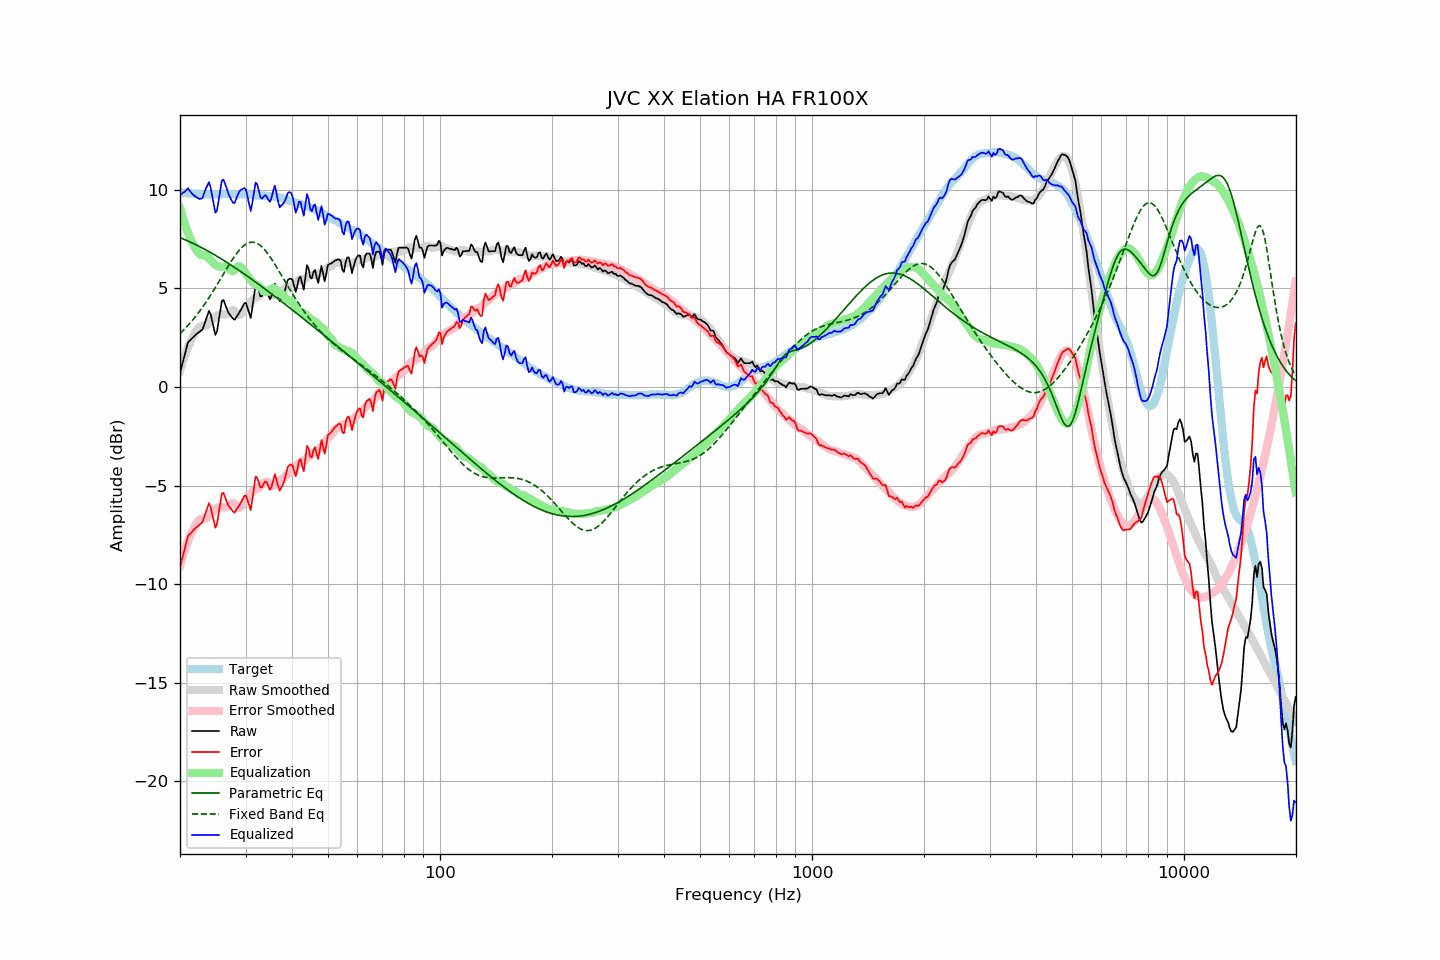 JVC XX Elation HA FR100X
Amplitude (dBr)
10
5
0
−5
−10
−15
−20
Target
Raw Smoothed
Error Smoothed
Raw
Error
Equalization
Parametric Eq
Fixed Band Eq
Equalized
100
1000
10000
Frequency (Hz)